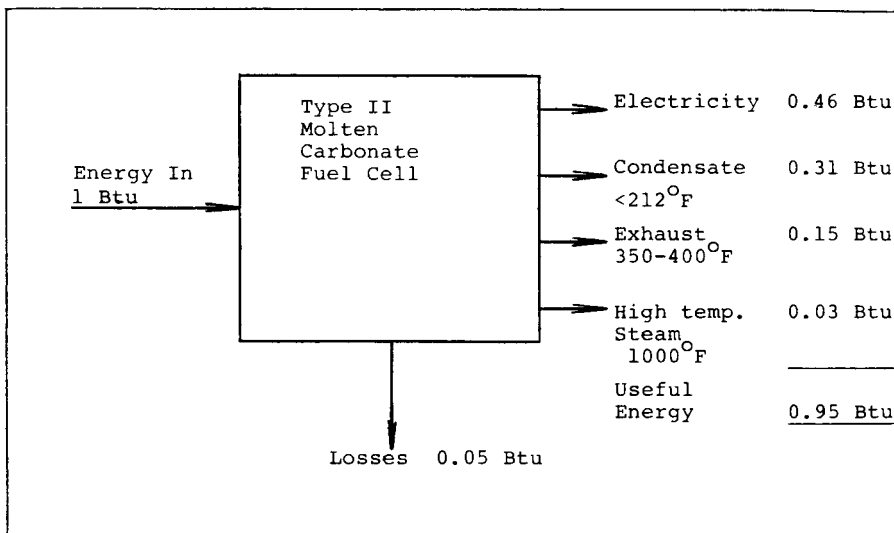 Type II
Molten
Carbonate
Fuel Cell
Energy In
1 Btu
Electricity 0.46 Btu
Condensate 0.31 Btu
<212°F
Exhaust 0.15 Btu
350-400°F
High temp. 0.03 Btu
Steam
1000°F
Useful
Energy 0.95 Btu
Losses 0.05 Btu